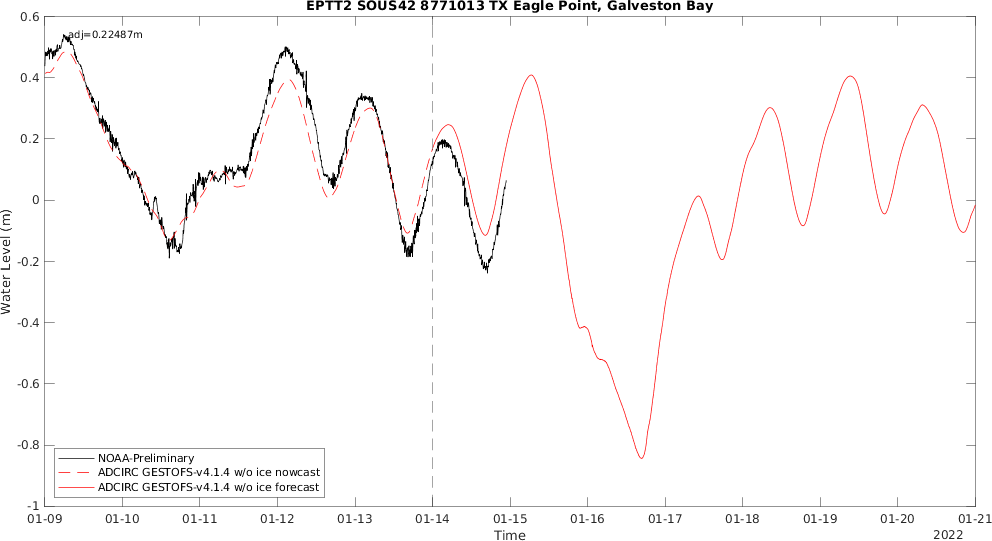 EPTT2 SOUS42 8771013 TX Eagle Point, Galveston Bay
adj=0.22487m
0.6
0.4
0.2
0
-0.2
-0.4
-0.6
-0.8
-1
Water Level (m)
NOAA-Preliminary
ADCIRC GESTOFS-v4.1.4 w/o ice nowcast
ADCIRC GESTOFS-v4.1.4 w/o ice forecast
01-09 01-10 01-11 01-12 01-13 01-14 01-15 01-16 01-17 01-18 01-19 01-20 01-21
Time
2022